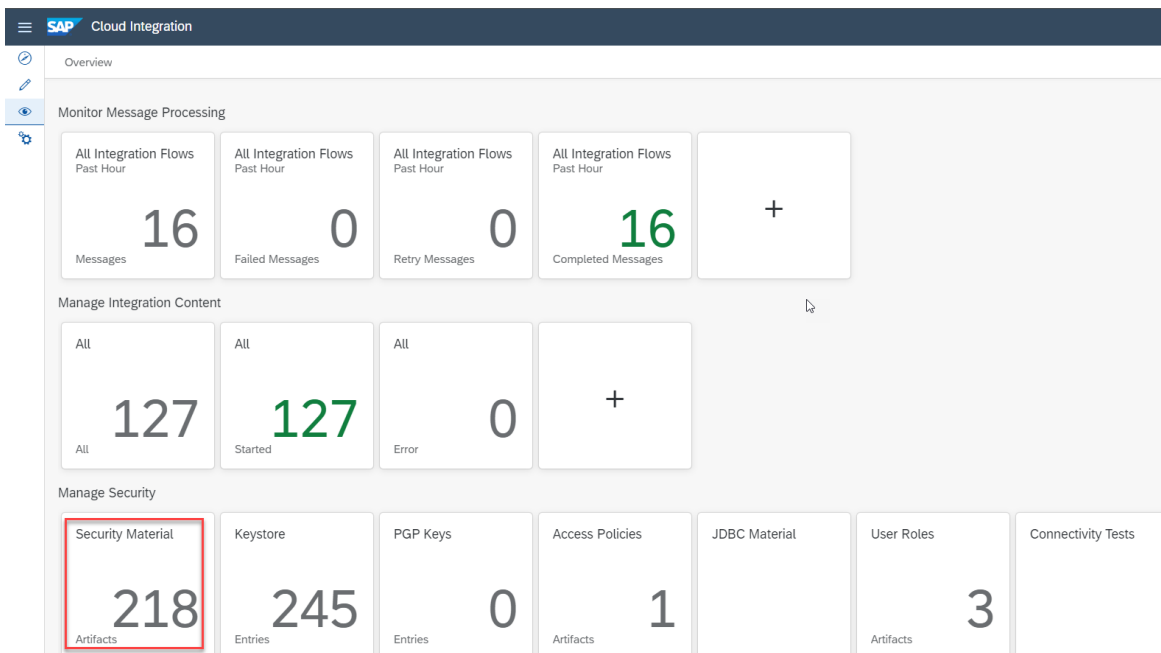 SAP Cloud Integration
Overview
Monitor Message Processing
All Integration Flows
Past Hour
16
Messages
All Integration Flows
Past Hour
0
Failed Messages
All Integration Flows
Past Hour
0
Retry Messages
All Integration Flows
Past Hour
16
Completed Messages
+
Manage Integration Content
All
127
All
All
127
Started
All
0
Error
+
Manage Security
Security Material
218
Artifacts
Keystore
245
Entries
PGP Keys
0
Entries
Access Policies
1
Artifacts
JDBC Material
User Roles
3
Artifacts
Connectivity Tests